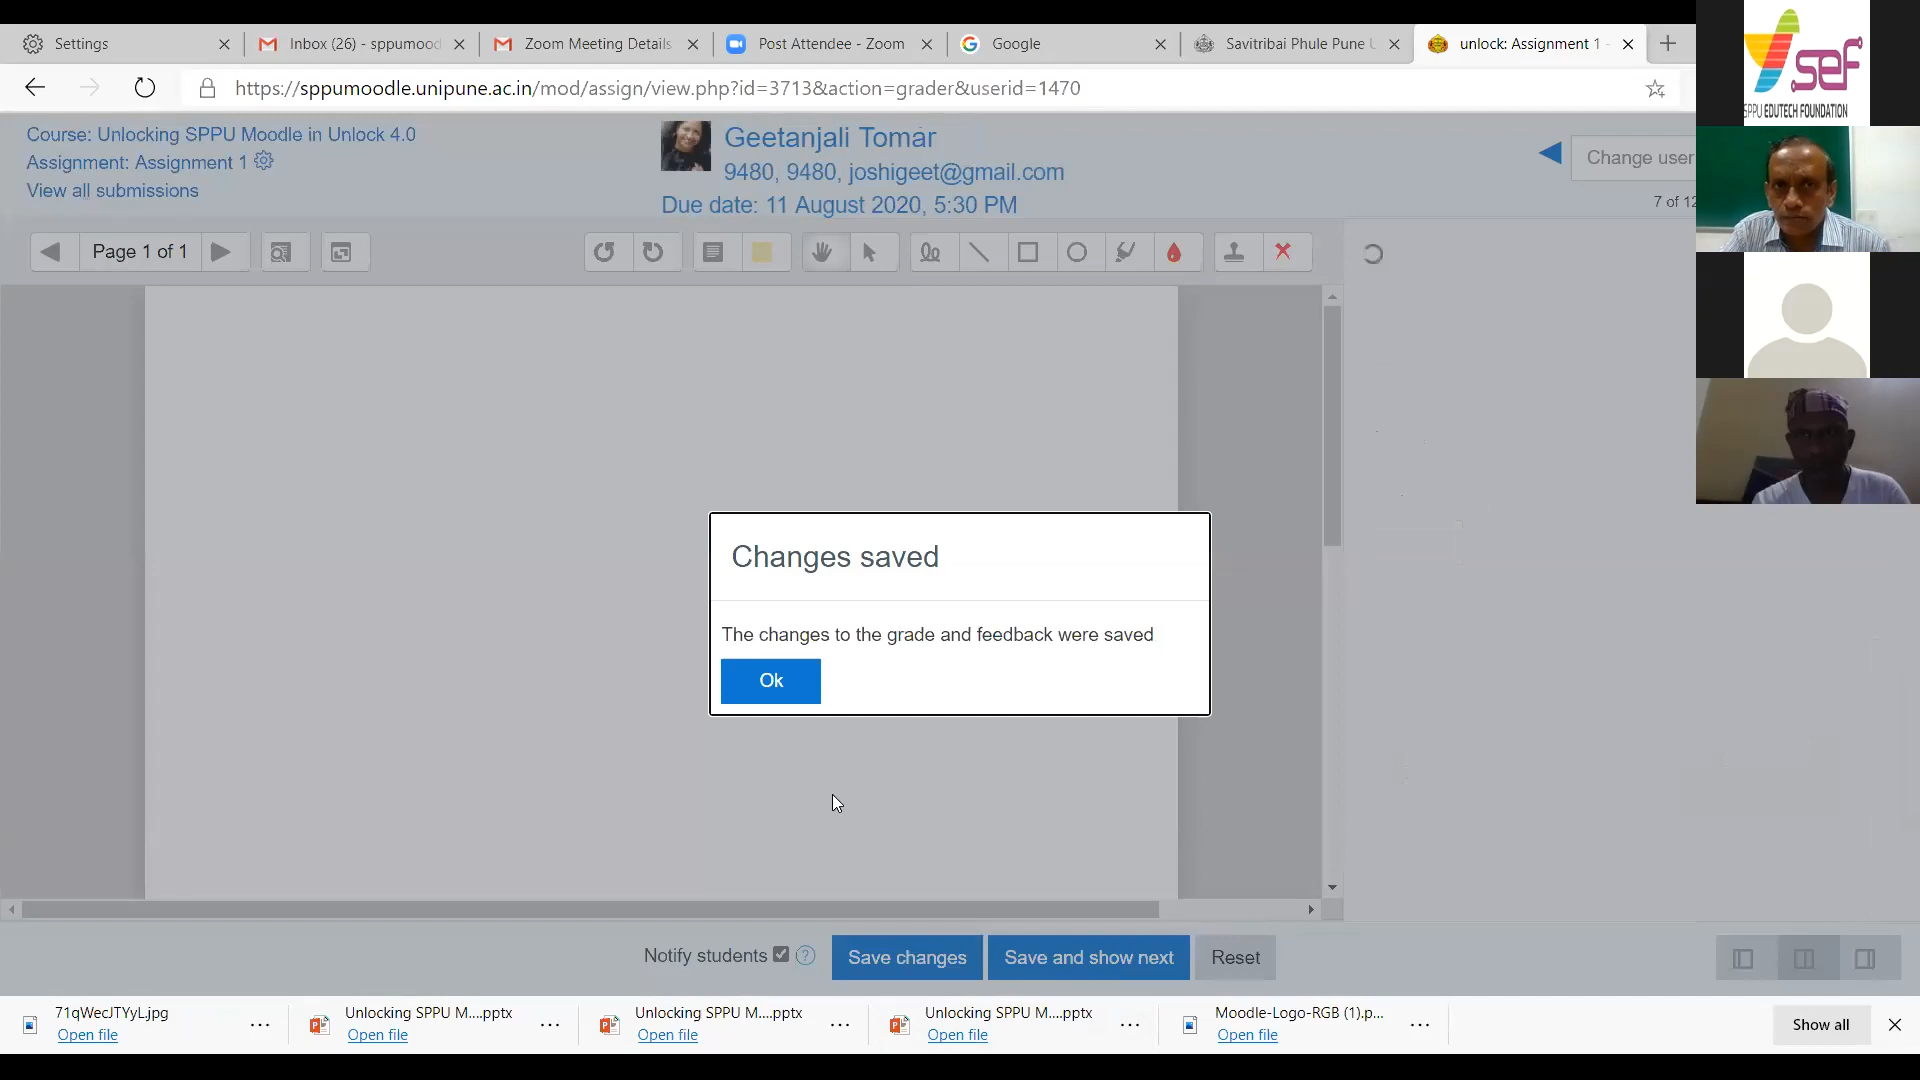 Settings
Inbox (26) - sppumood
Zoom Meeting Details
Post Attendee - Zoom
Google
Savitribai Phule Pune U
unlock: Assignment 1 -
https://sppumoodle.unipune.ac.in/mod/assign/view.php?id=3713&action=grader&userid=1470
sef
SPPU EDUTECH FOUNDATION
Course: Unlocking SPPU Moodle in Unlock 4.0
Assignment: Assignment 1
View all submissions
Geetanjali Tomar
9480, 9480, joshigeet@gmail.com
Due date: 11 August 2020, 5:30 PM
Change user
7 of 12
Page 1 of 1
Changes saved
The changes to the grade and feedback were saved
Ok
Notify students
Save changes
Save and show next
Reset
71qWecJTYyL.jpg
Open file
Unlocking SPPU M....pptx
Open file
Unlocking SPPU M....pptx
Open file
Unlocking SPPU M....pptx
Open file
Moodle-Logo-RGB (1).p...
Open file
Show all